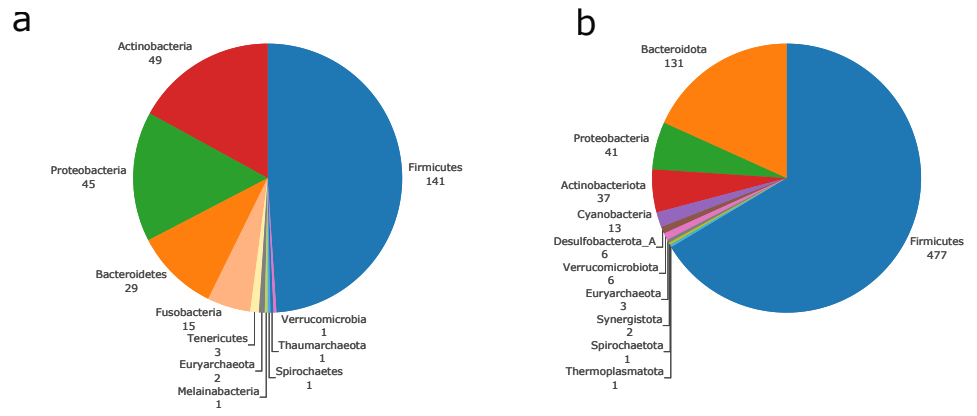 a
Actinobacteria
49
Firmicutes
141
Proteobacteria
45
Bacteroidetes
29
Fusobacteria
15
Tenericutes
3
Euryarchaeota
2
Melainabacteria
1
Verrucomicrobia
1
Thaumarchaeota
1
Spirochaetes
1
b
Bacteroidota
131
Proteobacteria
41
Actinobacteriota
37
Cyanobacteria
13
Desulfobacterota_A
6
Verrucomicrobiota
6
Euryarchaeota
3
Synergistota
2
Spirochaetota
1
Thermoplasmatota
1
Firmicutes
477